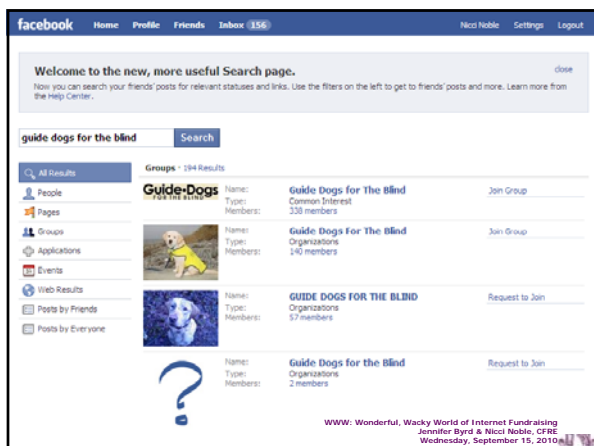 facebook Home Profile Friends Inbox 156 Nicci Noble Settings Logout
Welcome to the new, more useful Search page. close
Now you can search your friends' posts for relevant statuses and links. Use the filters on the left to get to friends' posts and more. Learn more from
the Help Center.
guide dogs for the blind Search
All Results
People
Pages
Groups
Applications
Events
Web Results
Posts by Friends
Posts by Everyone
Groups · 194 Results
Guide•Dogs
FOR THE BLIND
Name: Guide Dogs for The Blind Join Group
Type: Common Interest
Members: 338 members
Name: Guide Dogs For The Blind Join Group
Type: Organizations
Members: 140 members
Name: GUIDE DOGS FOR THE BLIND Request to Join
Type: Organizations
Members: 57 members
?
Name: Guide Dogs for the Blind Request to Join
Type: Organizations
Members: 2 members
WWW: Wonderful, Wacky World of Internet Fundraising
Jennifer Byrd & Nicci Noble, CFRE
Wednesday, September 15, 2010